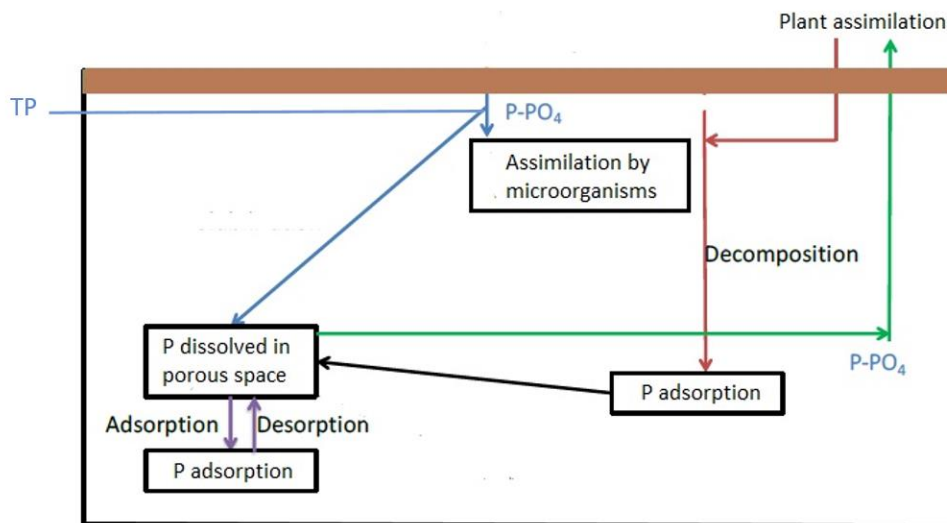 Plant assimilation
TP
P-PO₄
Assimilation by
microorganisms
Decomposition
P dissolved in
porous space
P-PO₄
P adsorption
Adsorption
Desorption
P adsorption